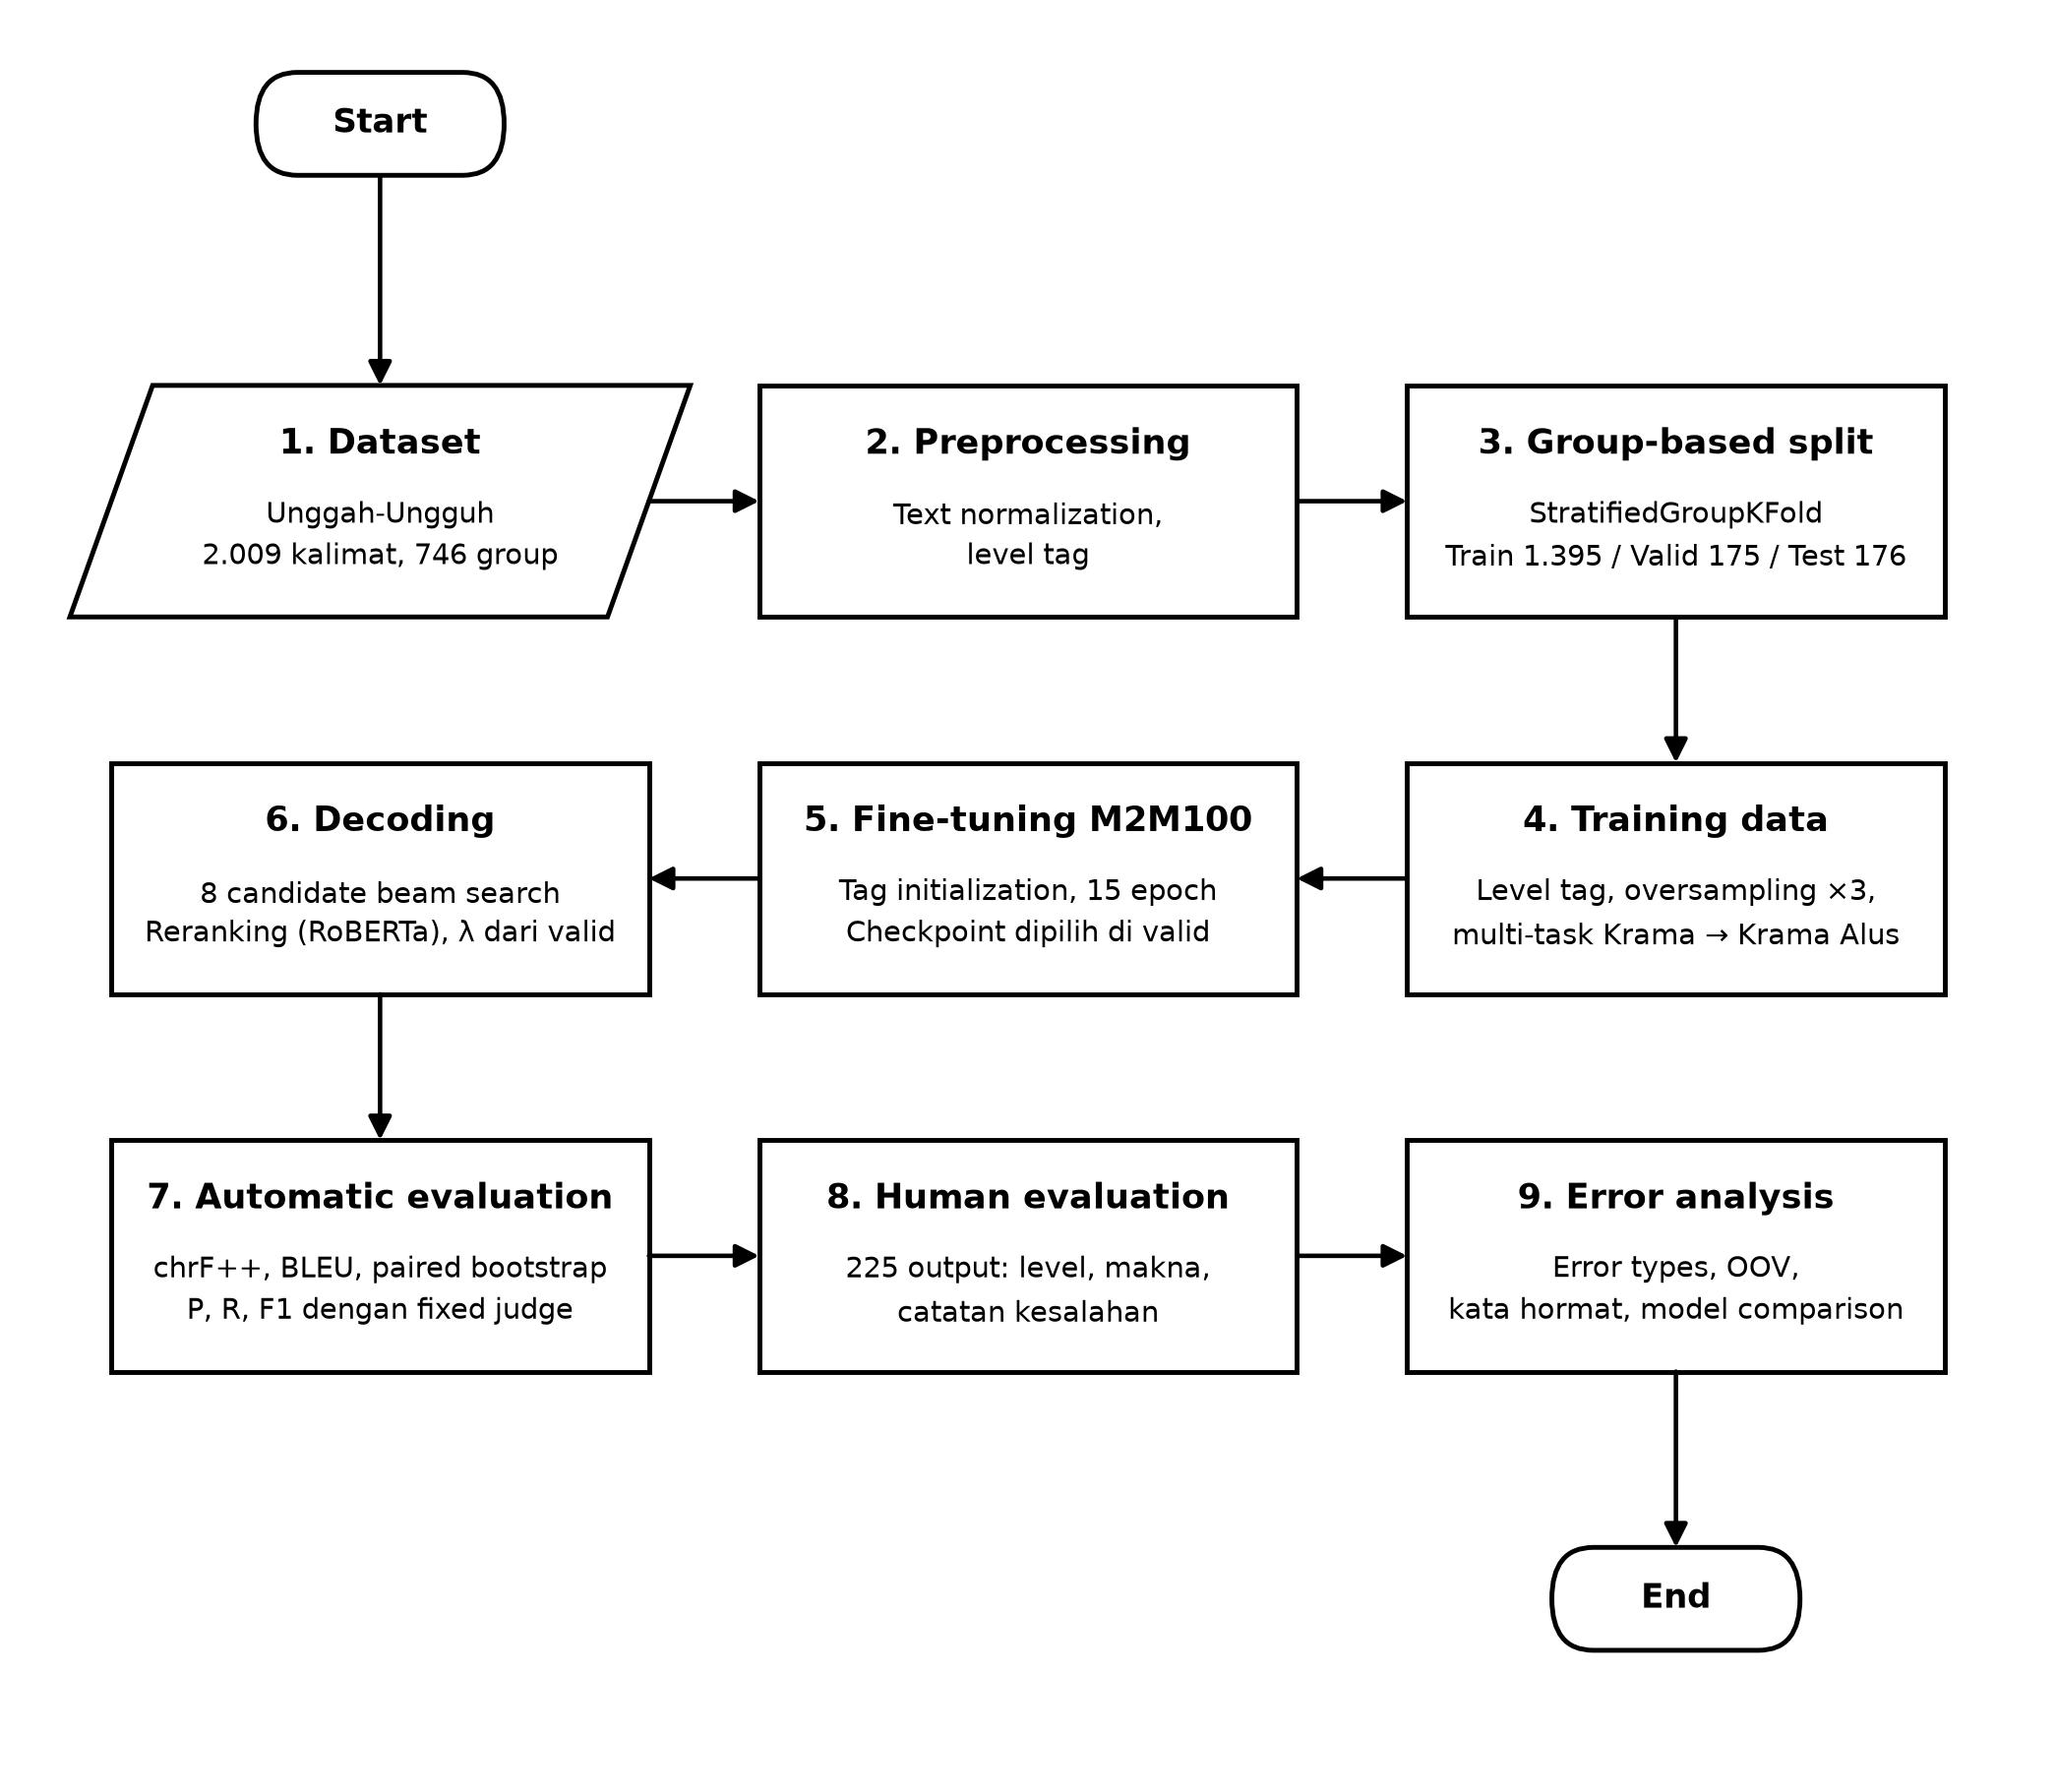 Start
1. Dataset
Unggah-Ungguh
2.009 kalimat, 746 group
2. Preprocessing
Text normalization,
level tag
3. Group-based split
StratifiedGroupKFold
Train 1.395 / Valid 175 / Test 176
4. Training data
Level tag, oversampling ×3,
multi-task Krama → Krama Alus
5. Fine-tuning M2M100
Tag initialization, 15 epoch
Checkpoint dipilih di valid
6. Decoding
8 candidate beam search
Reranking (RoBERTa), λ dari valid
7. Automatic evaluation
chrF++, BLEU, paired bootstrap
P, R, F1 dengan fixed judge
8. Human evaluation
225 output: level, makna,
catatan kesalahan
9. Error analysis
Error types, OOV,
kata hormat, model comparison
End